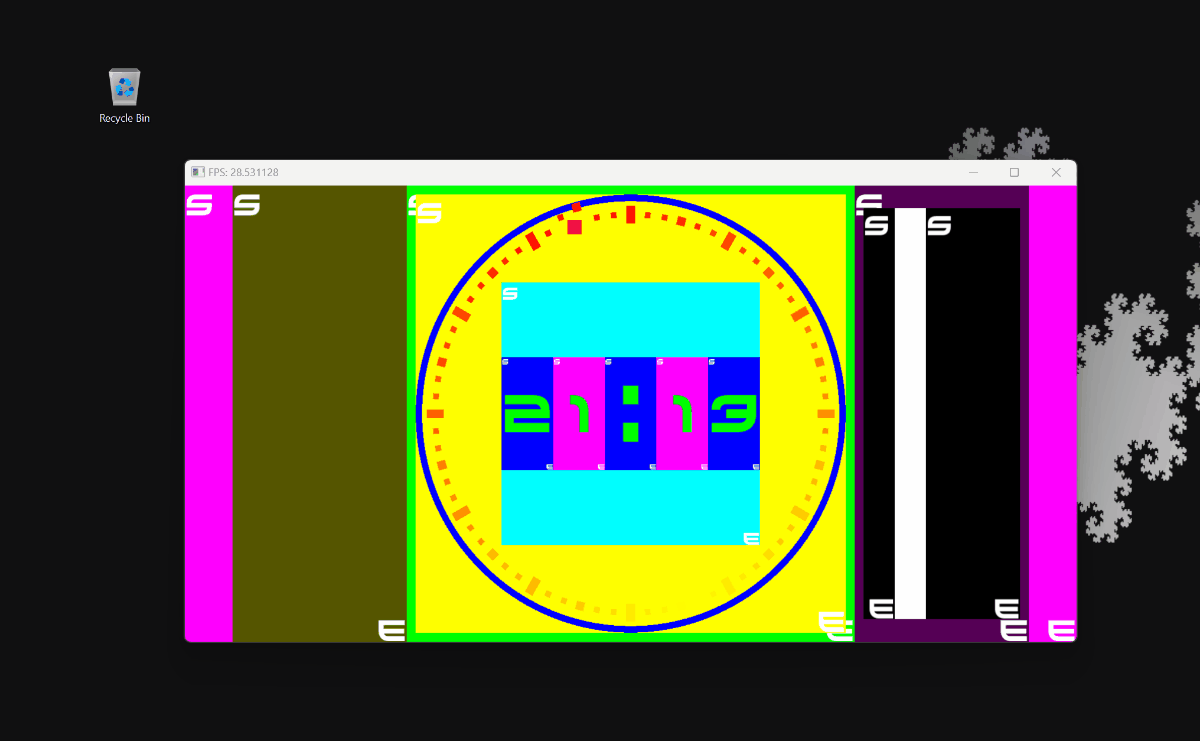 Recycle Bin
FPS: 28.531128
S S S S S S S
S
S S S S S
21:13
E E E E E
E
E E
E E E E E